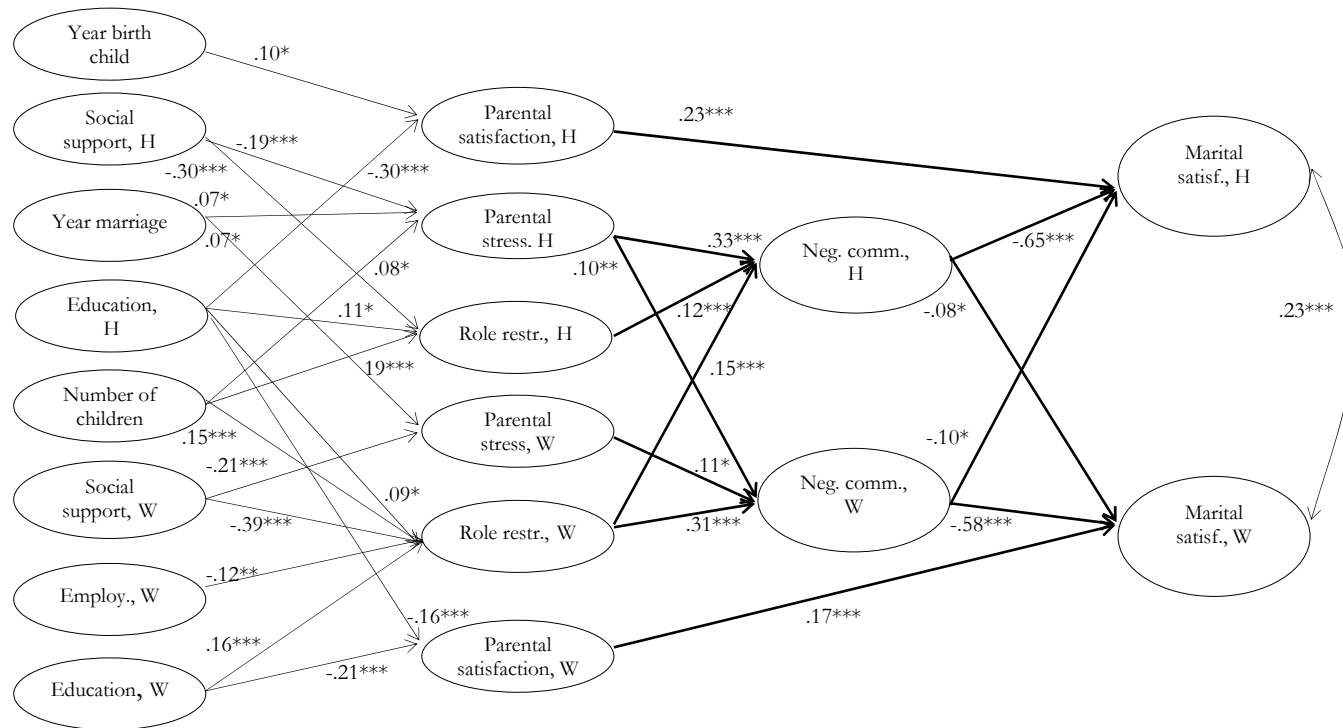 Year birth
child
.10*
Social
support, H
-.19***
-.30***
Year marriage
.07*
.07*
Education,
H
-.30***
.08*
.11*
Number of
children
19***
.15***
Social
support, W
-.21***
-.39***
.09*
Employ., W
-.12**
Education, W
.16***
-.16***
-.21***
Parental
satisfaction, H
Parental
stress. H
Role restr., H
Parental
stress, W
Role restr., W
Parental
satisfaction, W
.23***
.33***
.10**
.12***
.15***
.11*
.31***
.17***
Neg. comm.,
H
Neg. comm.,
W
-.65***
-.08*
-.10*
-.58***
Marital
satisf., H
Marital
satisf., W
.23***